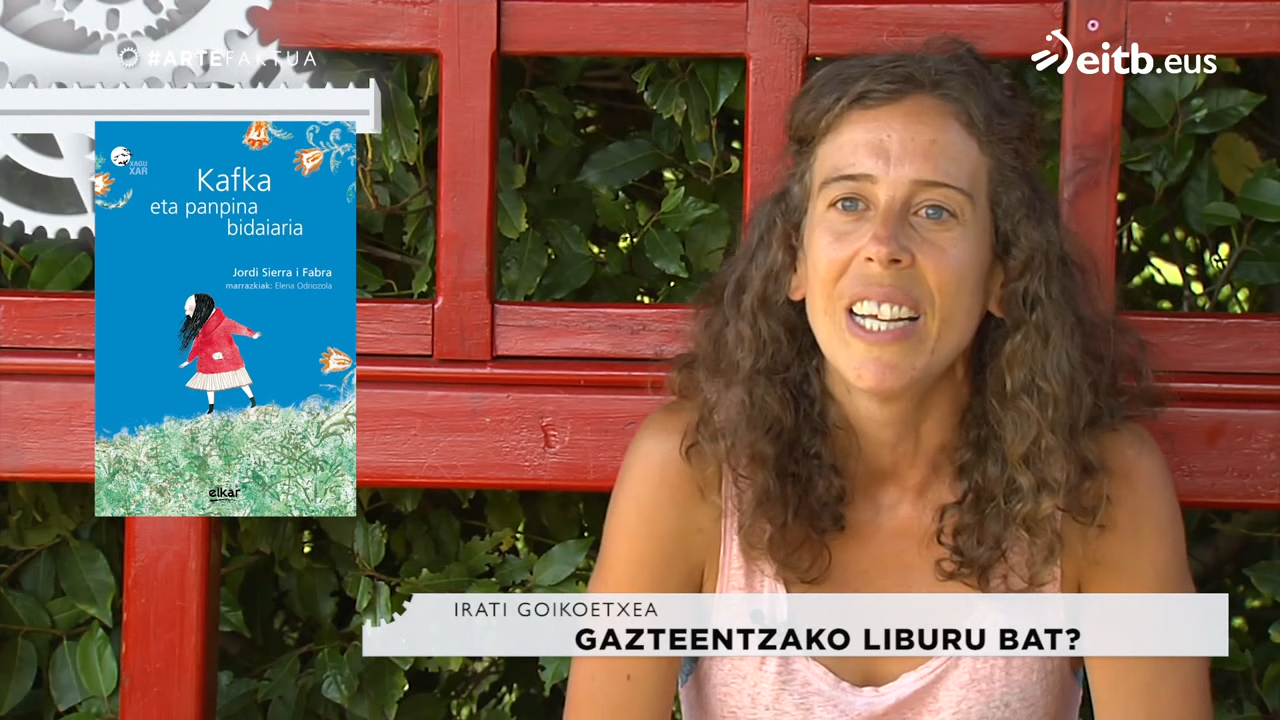 #ARTEFAKTUA
eitb.eus
XAGU
XAR
Kafka
eta panpina
bidaiaria
Jordi Sierra i Fabra
marrazkiak: Elena Odriozola
elkar
IRATI GOIKOETXEA
GAZTEENTZAKO LIBURU BAT?